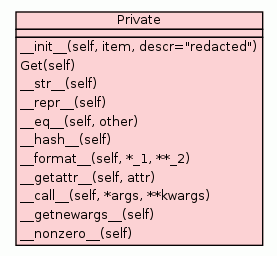 Private
__init__(self, item, descr="redacted")
Get(self)
__str__(self)
__repr__(self)
__eq__(self, other)
__hash__(self)
__format__(self, *_1, **_2)
__getattr__(self, attr)
__call__(self, *args, **kwargs)
__getnewargs__(self)
__nonzero__(self)